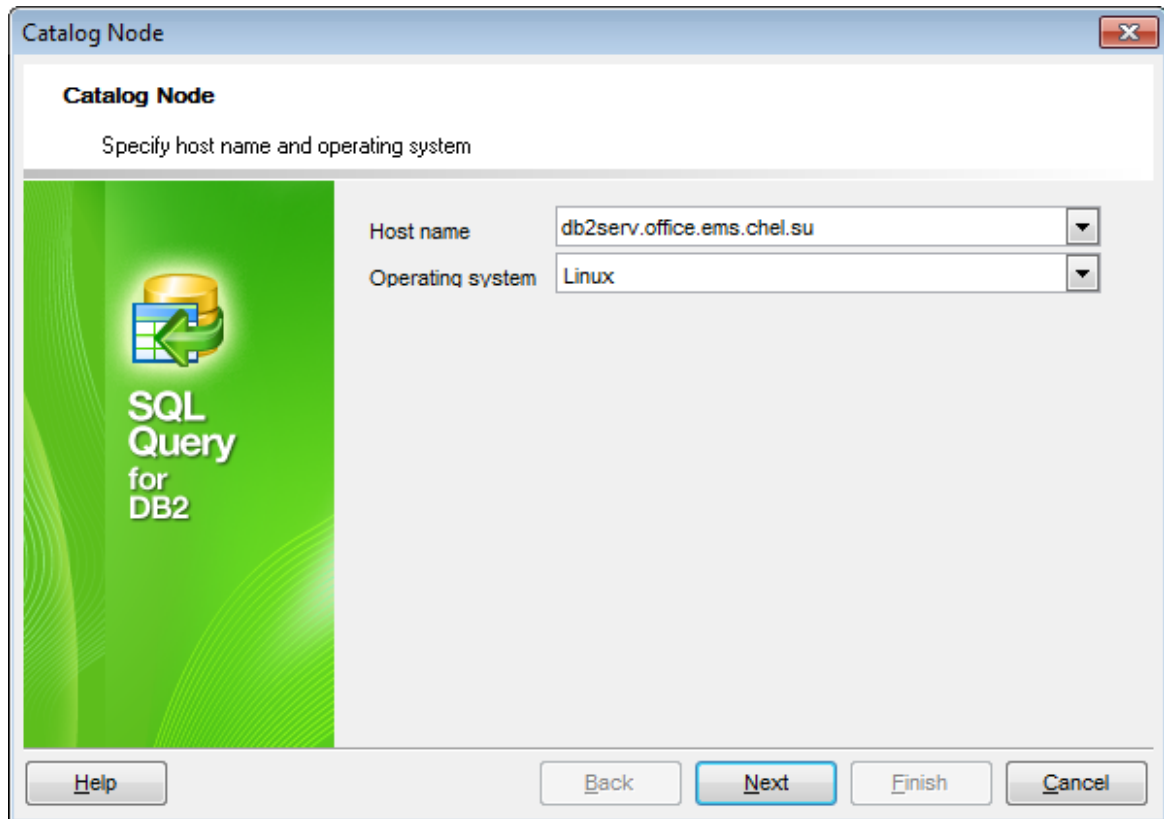 Catalog Node
Catalog Node
Specify host name and operating system
Host name db2serv.office.ems.chel.su
Operating system Linux
SQL
Query
for
DB2
Help Back Next Finish Cancel